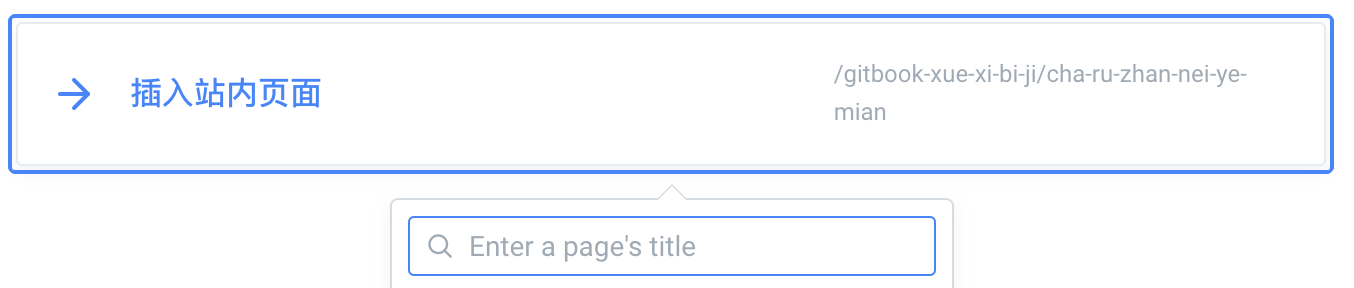 插入站内页面
/gitbook-xue-xi-bi-ji/cha-ru-zhan-nei-ye-
mian
Enter a page's title